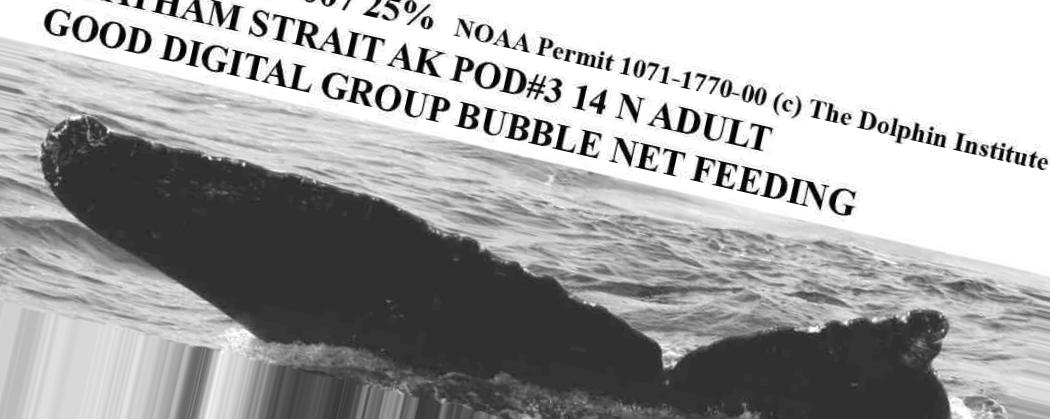 25% NOAA Permit 1071-1770-00 (c) The Dolphin Institute
STRAIT AK POD#3 14 N ADULT
GOOD DIGITAL GROUP BUBBLE NET FEEDING